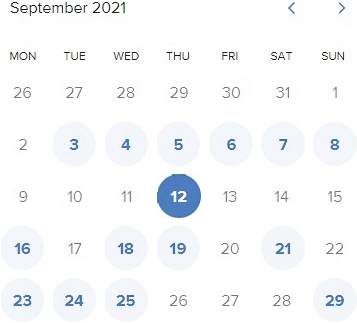 September 2021
MON TUE WED THU FRI SAT SUN
26 27 28 29 30 31 1
2 3 4 5 6 7 8
9 10 11 12 13 14 15
16 17 18 19 20 21 22
23 24 25 26 27 28 29